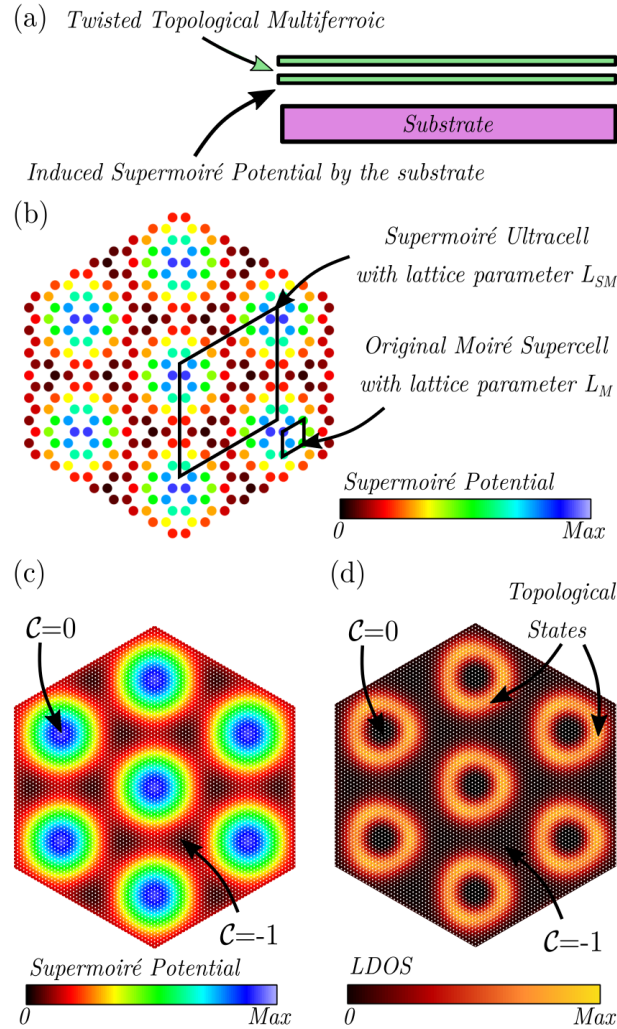 (a)
Twisted Topological Multiferroic
Substrate
Induced Supermoiré Potential by the substrate
(b)
Supermoiré Ultracell
with lattice parameter L_SM
Original Moiré Supercell
with lattice parameter L_M
Supermoiré Potential
0 Max
(c)
C=0
C=-1
Supermoiré Potential
0 Max
(d)
Topological
States
C=0
C=-1
LDOS
0 Max